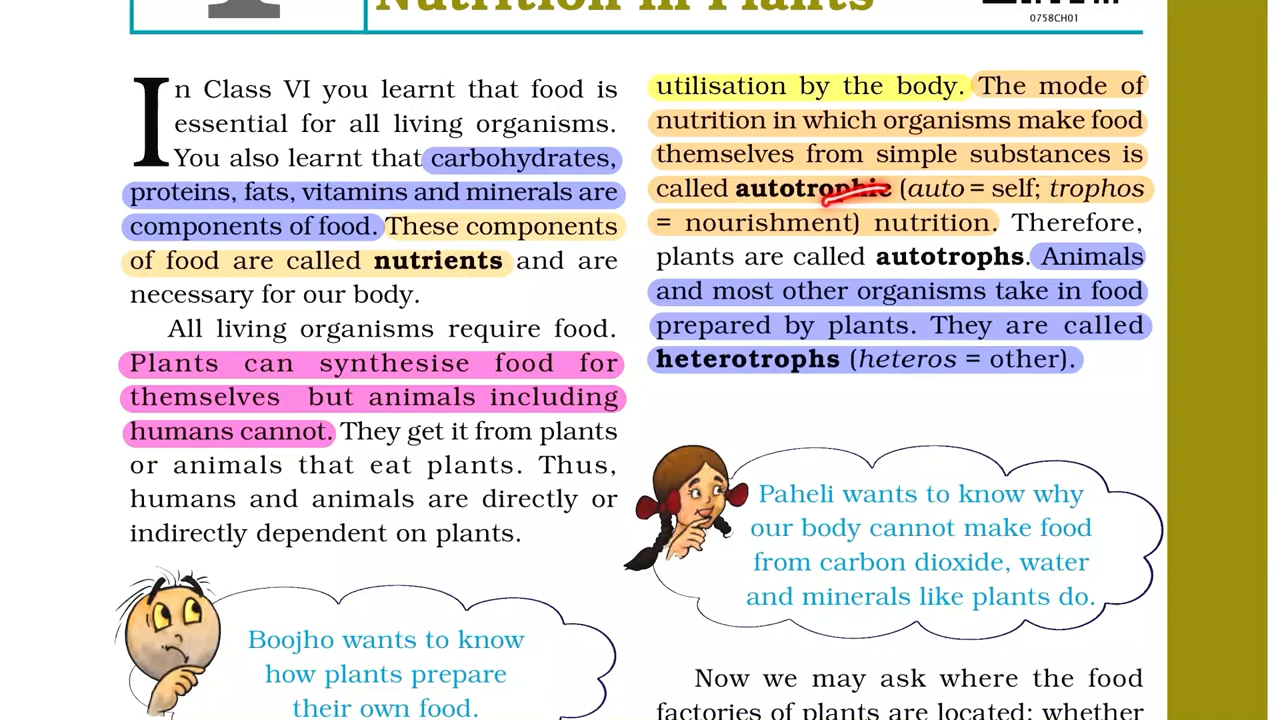 Nutrition in Plants
0758CH01
In Class VI you learnt that food is
essential for all living organisms.
You also learnt that carbohydrates,
proteins, fats, vitamins and minerals are
components of food. These components
of food are called nutrients and are
necessary for our body.
All living organisms require food.
Plants can synthesise food for
themselves but animals including
humans cannot. They get it from plants
or animals that eat plants. Thus,
humans and animals are directly or
indirectly dependent on plants.
Boojho wants to know
how plants prepare
their own food.
utilisation by the body. The mode of
nutrition in which organisms make food
themselves from simple substances is
called autotrophic (auto = self; trophos
= nourishment) nutrition. Therefore,
plants are called autotrophs. Animals
and most other organisms take in food
prepared by plants. They are called
heterotrophs (heteros = other).
Paheli wants to know why
our body cannot make food
from carbon dioxide, water
and minerals like plants do.
Now we may ask where the food
factories of plants are located: whether